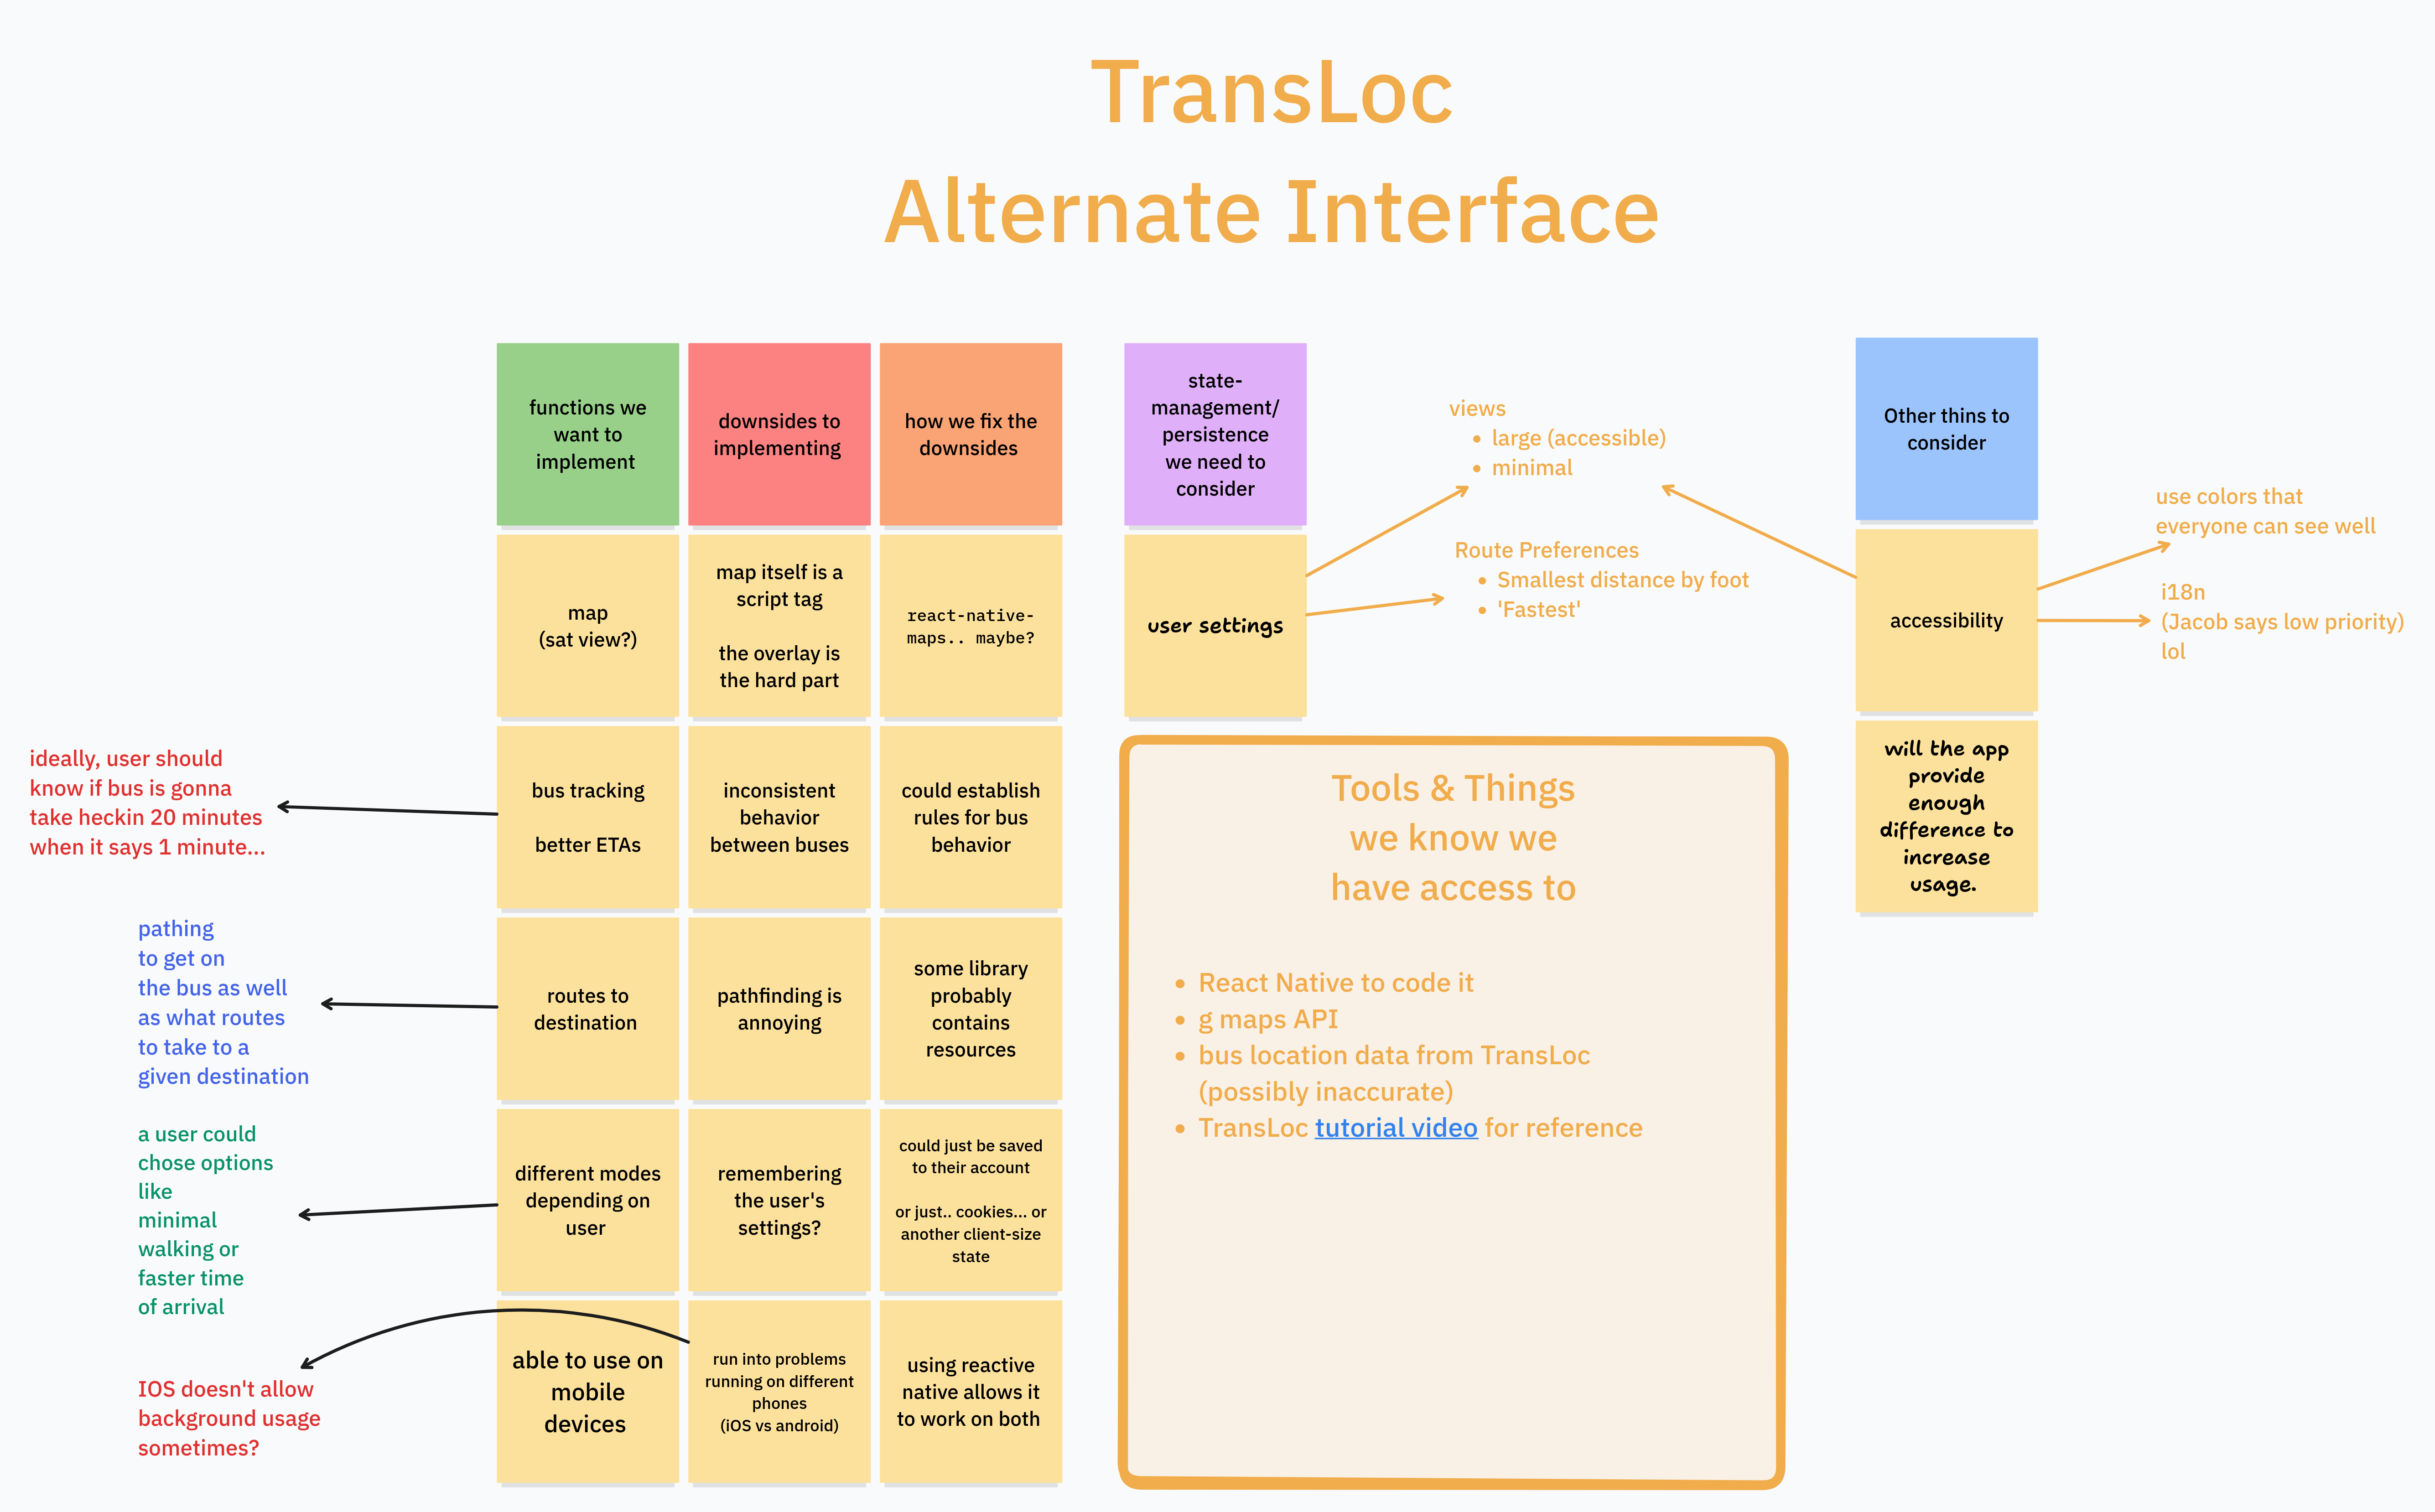 TransLoc
Alternate Interface
functions we
want to
implement
downsides to
implementing
how we fix the
downsides
map
(sat view?)
map itself is a
script tag
the overlay is
the hard part
react-native-
maps.. maybe?
ideally, user should
know if bus is gonna
take heckin 20 minutes
when it says 1 minute...
bus tracking
better ETAs
inconsistent
behavior
between buses
could establish
rules for bus
behavior
pathing
to get on
the bus as well
as what routes
to take to a
given destination
routes to
destination
pathfinding is
annoying
some library
probably
contains
resources
a user could
chose options
like
minimal
walking or
faster time
of arrival
different modes
depending on
user
remembering
the user's
settings?
could just be saved
to their account
or just.. cookies... or
another client-size
state
IOS doesn't allow
background usage
sometimes?
able to use on
mobile
devices
run into problems
running on different
phones
(iOS vs android)
using reactive
native allows it
to work on both
state-
management/
persistence
we need to
consider
user settings
views
• large (accessible)
• minimal
Route Preferences
• Smallest distance by foot
• 'Fastest'
Tools & Things
we know we
have access to
• React Native to code it
• g maps API
• bus location data from TransLoc
(possibly inaccurate)
• TransLoc tutorial video for reference
Other thins to
consider
accessibility
use colors that
everyone can see well
i18n
(Jacob says low priority)
lol
will the app
provide
enough
difference to
increase
usage.